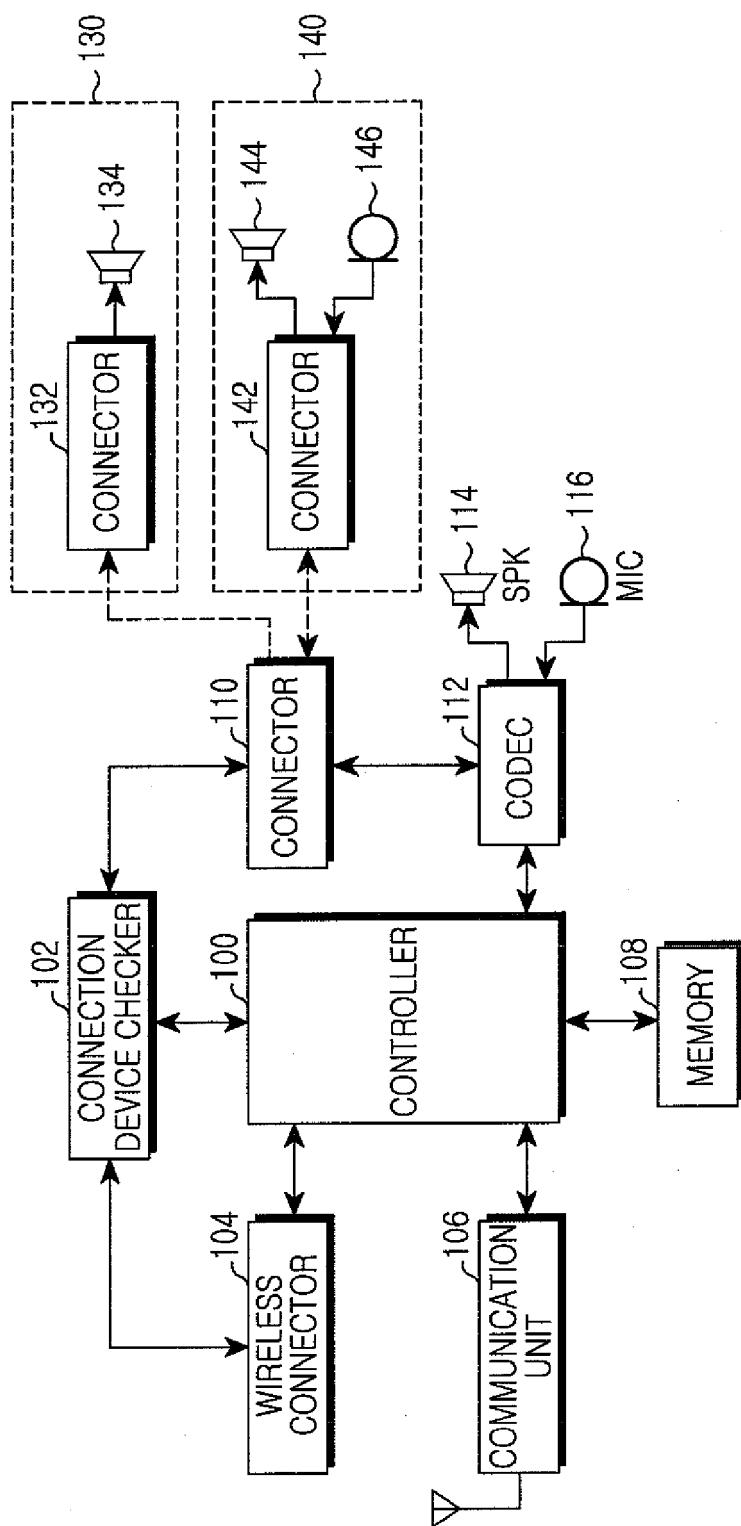 130
132
CONNECTOR
134
140
142
CONNECTOR
144
146
102
CONNECTION
DEVICE CHECKER
110
CONNECTOR
104
WIRELESS
CONNECTOR
100
CONTROLLER
112
CODEC
114
SPK
116
MIC
106
COMMUNICATION
UNIT
108
MEMORY